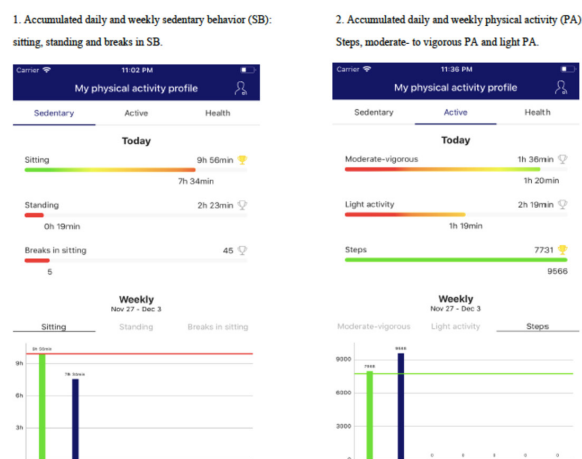 1. Accumulated daily and weekly sedentary behavior (SB):
sitting, standing and breaks in SB.
Carrier 11:02 PM
My physical activity profile
Sedentary Active Health
Today
Sitting 9h 56min
7h 34min
Standing 2h 23min
0h 19min
Breaks in sitting 45
5
Weekly
Nov 27 - Dec 3
Sitting Standing Breaks in sitting
9h
6h
3h
2. Accumulated daily and weekly physical activity (PA)
Steps, moderate- to vigorous PA and light PA.
Carrier 11:36 PM
My physical activity profile
Sedentary Active Health
Today
Moderate-vigorous 1h 36min
1h 20min
Light activity 2h 19min
1h 19min
Steps 7731
9566
Weekly
Nov 27 - Dec 3
Moderate-vigorous Light activity Steps
9000
6000
3000
0 0 0 0 0